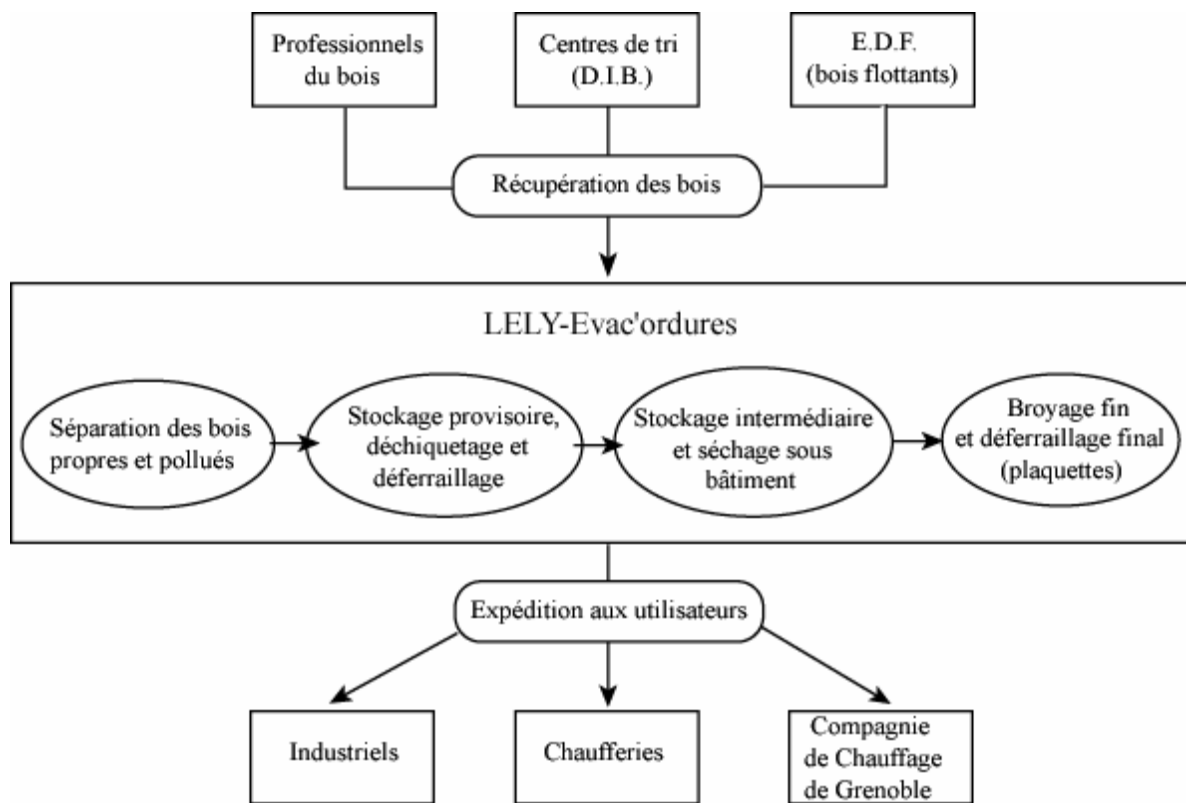 Professionnels
du bois
Centres de tri
(D.I.B.)
E.D.F.
(bois flottants)
Récupération des bois
LELY-Evac'ordures
Séparation des bois
propres et pollués
Stockage provisoire,
déchiquetage et
déferraillage
Stockage intermédiaire
et séchage sous
bâtiment
Broyage fin
et déferraillage final
(plaquettes)
Expédition aux utilisateurs
Industriels
Chaufferies
Compagnie
de Chauffage
de Grenoble